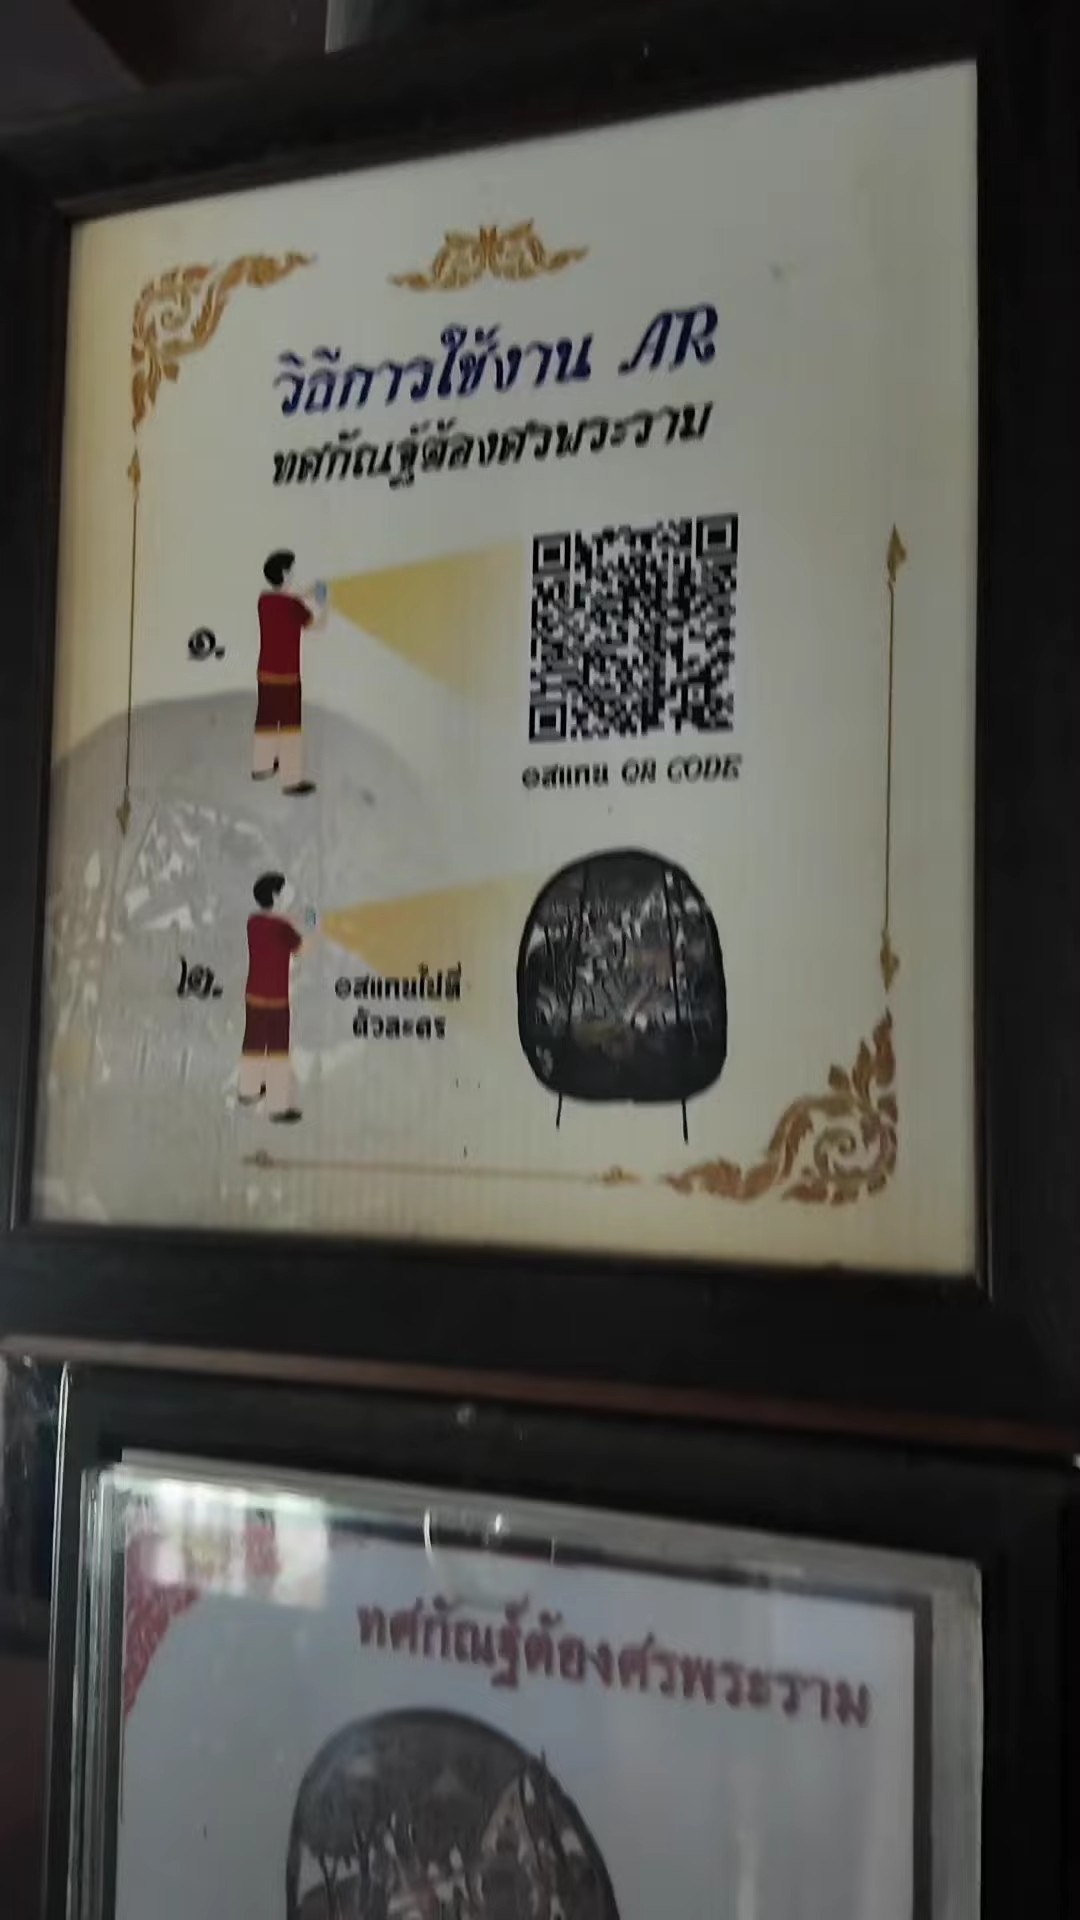 วิธีการใช้งาน AR
ทศกัณฐ์ต้องศรพระราม
๑.
สแกน QR CODE
๒.
สแกนไปที่
ตัวละคร
ทศกัณฐ์ต้องศรพระราม